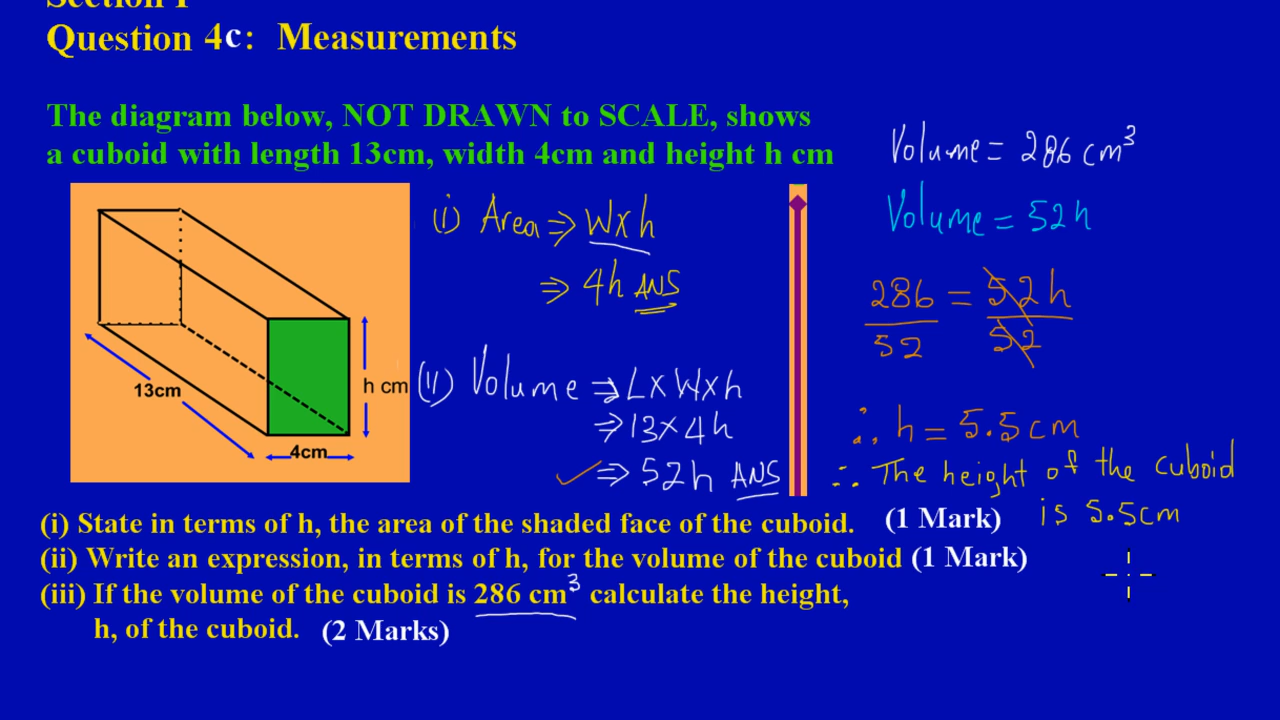 Question 4c: Measurements
The diagram below, NOT DRAWN to SCALE, shows
a cuboid with length 13cm, width 4cm and height h cm
13cm
4cm
h cm
(i) Area ⇒ W x h
⇒ 4h ANS
(ii) Volume ⇒ L x W x h
⇒ 13 x 4h
⇒ 52h ANS
Volume = 286 cm³
Volume = 52h
286 = 52h
52 52
∴ h = 5.5cm
∴ The height of the cuboid
is 5.5cm
(i) State in terms of h, the area of the shaded face of the cuboid. (1 Mark)
(ii) Write an expression, in terms of h, for the volume of the cuboid (1 Mark)
(iii) If the volume of the cuboid is 286 cm³ calculate the height,
h, of the cuboid. (2 Marks)